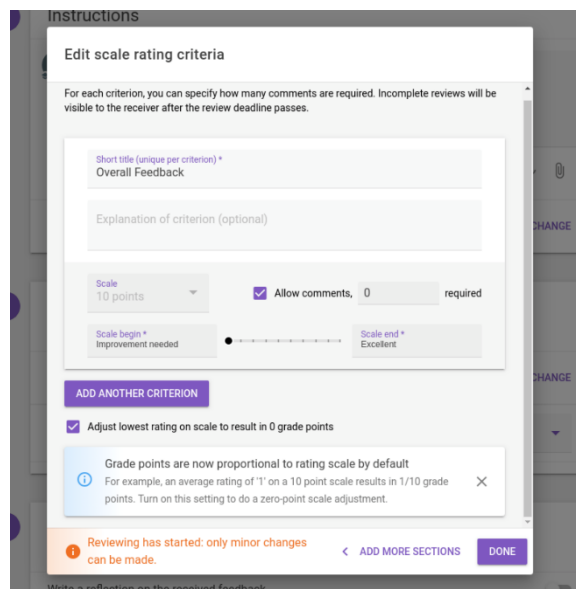 Instructions
Edit scale rating criteria
For each criterion, you can specify how many comments are required. Incomplete reviews will be
visible to the receiver after the review deadline passes.
Short title (unique per criterion) *
Overall Feedback
Explanation of criterion (optional)
CHANGE
Scale
10 points
Allow comments, 0 required
Scale begin *
Improvement needed
Scale end *
Excellent
CHANGE
ADD ANOTHER CRITERION
Adjust lowest rating on scale to result in 0 grade points
Grade points are now proportional to rating scale by default
For example, an average rating of '1' on a 10 point scale results in 1/10 grade
points. Turn on this setting to do a zero-point scale adjustment.
Reviewing has started: only minor changes
can be made.
ADD MORE SECTIONS
DONE
Write a reflection on the received feedback